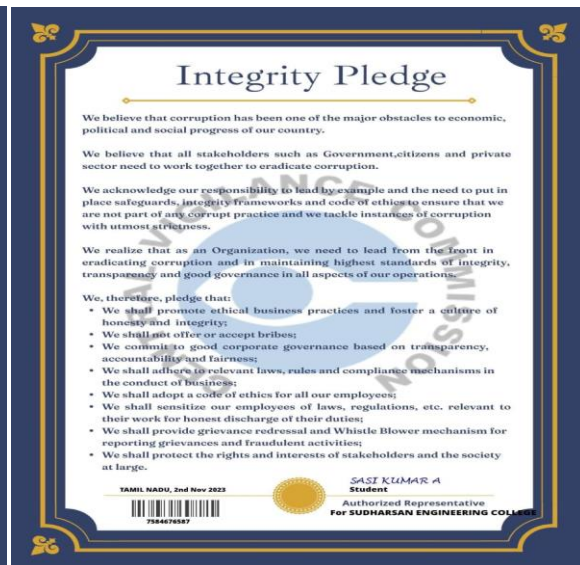 Integrity Pledge
We believe that corruption has been one of the major obstacles to economic,
political and social progress of our country.
We believe that all stakeholders such as Government,citizens and private
sector need to work together to eradicate corruption.
We acknowledge our responsibility to lead by example and the need to put in
place safeguards, integrity frameworks and code of ethics to ensure that we
are not part of any corrupt practice and we tackle instances of corruption
with utmost strictness.
We realize that as an Organization, we need to lead from the front in
eradicating corruption and in maintaining highest standards of integrity,
transparency and good governance in all aspects of our operations.
We, therefore, pledge that:
• We shall promote ethical business practices and foster a culture of
honesty and integrity;
• We shall not offer or accept bribes;
• We commit to good corporate governance based on transparency,
accountability and fairness;
• We shall adhere to relevant laws, rules and compliance mechanisms in
the conduct of business;
• We shall adopt a code of ethics for all our employees;
• We shall sensitize our employees of laws, regulations, etc. relevant to
their work for honest discharge of their duties;
• We shall provide grievance redressal and Whistle Blower mechanism for
reporting grievances and fraudulent activities;
• We shall protect the rights and interests of stakeholders and the society
at large.
CENTRAL VIGILANCE COMMISSION
TAMIL NADU, 2nd Nov 2023
7584676587
SASI KUMAR A
Student
Authorized Representative
For SUDHARSAN ENGINEERING COLLEGE